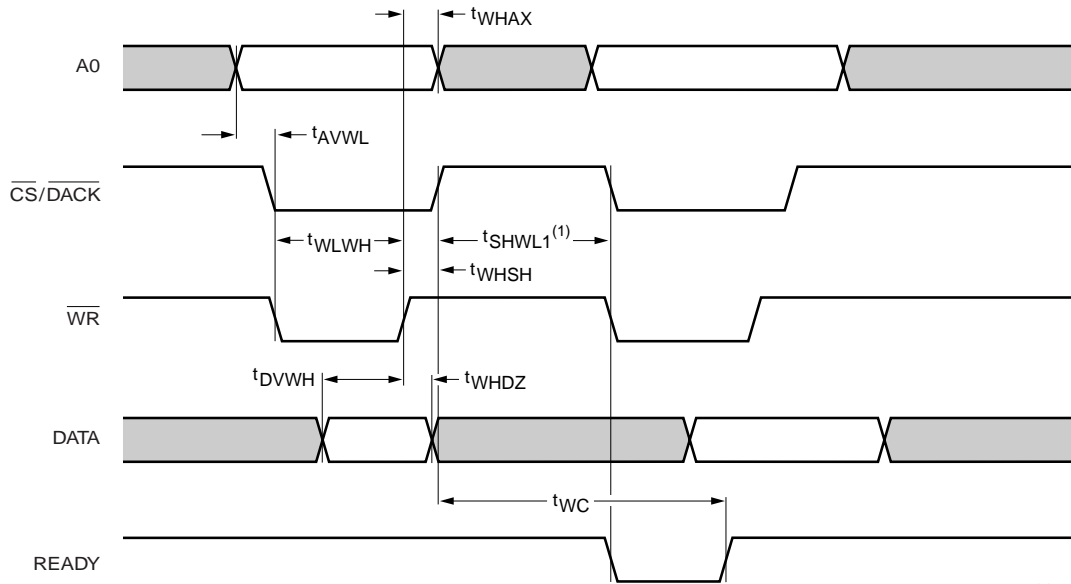 tWHAX
A0
tAVWL
CS/DACK
tWLWH
tSHWL1(1)
tWHSH
WR
tDVWH
tWHDZ
DATA
tWC
READY